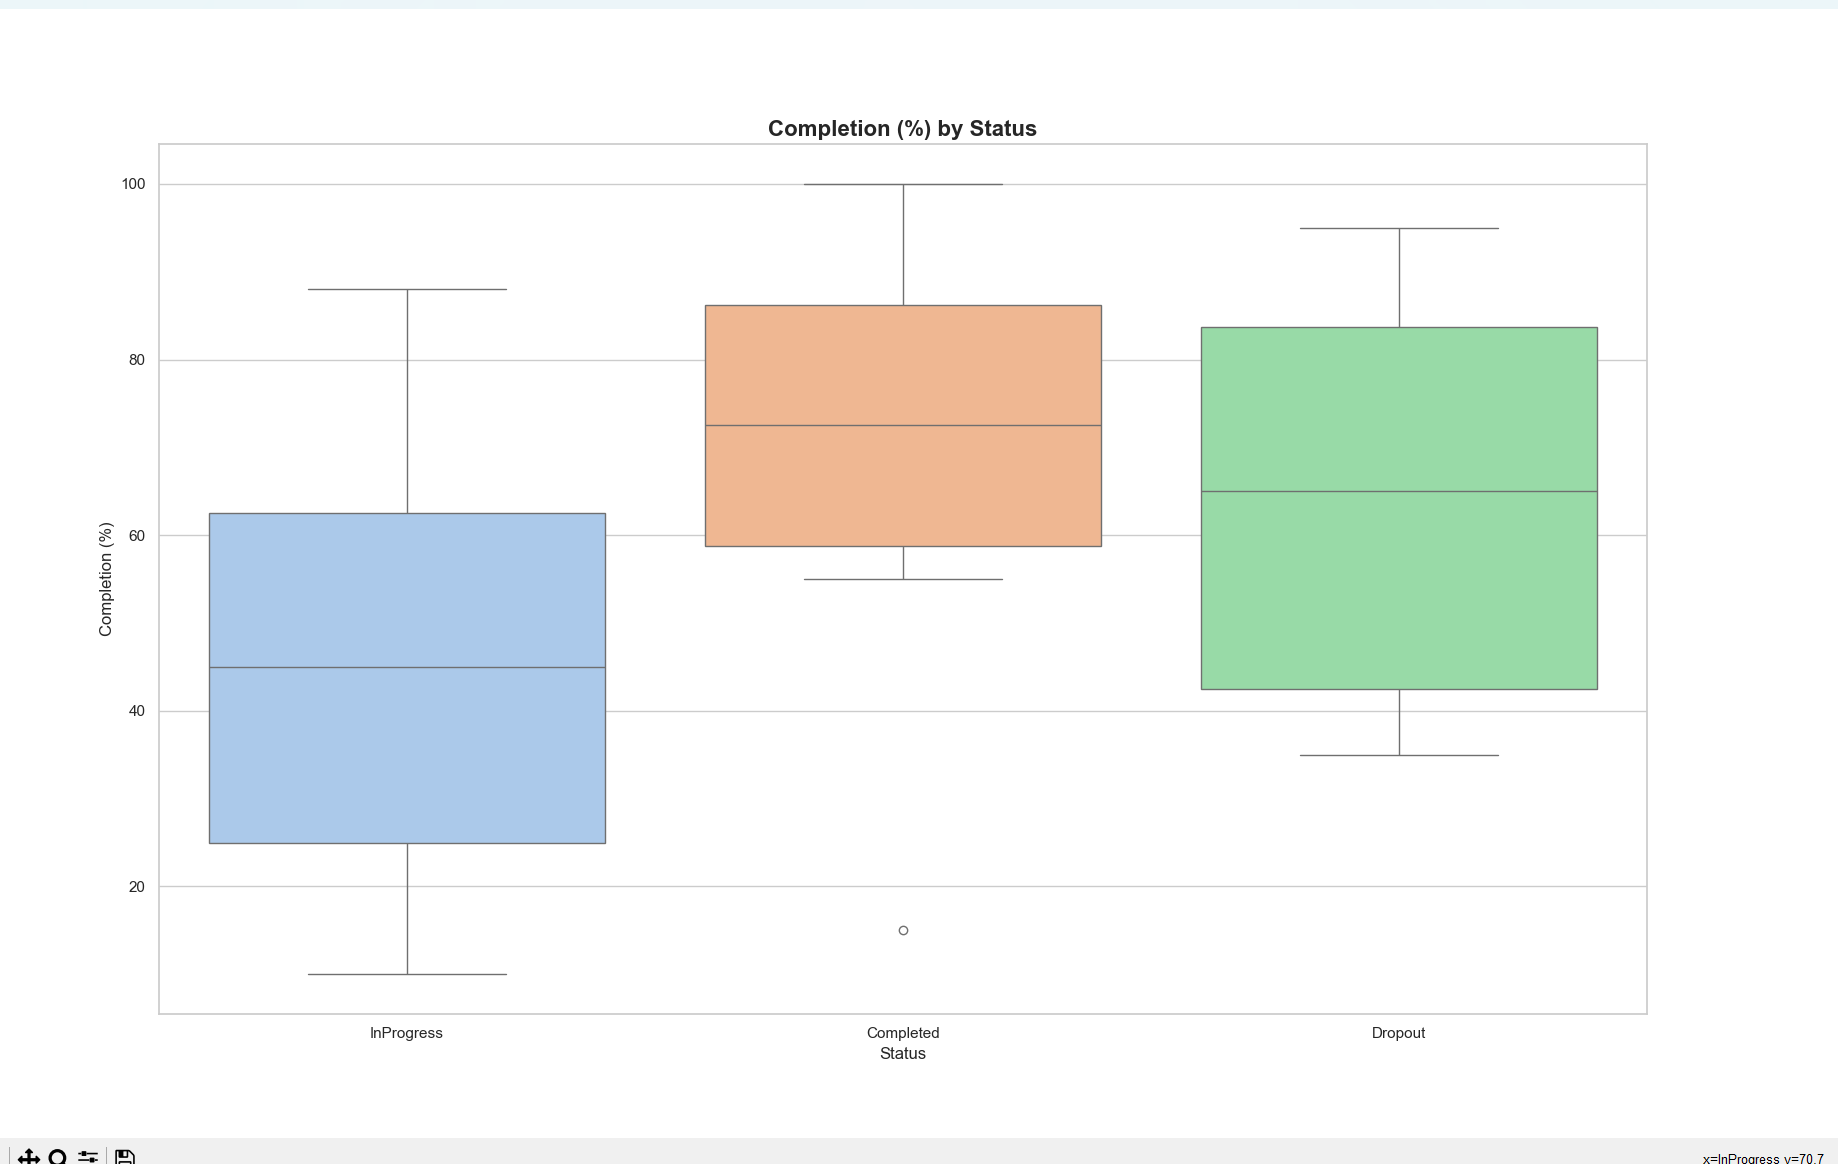 Completion (%) by Status
100
80
60
40
20
Completion (%)
InProgress
Completed
Dropout
Status
x=InProgress y=70.7